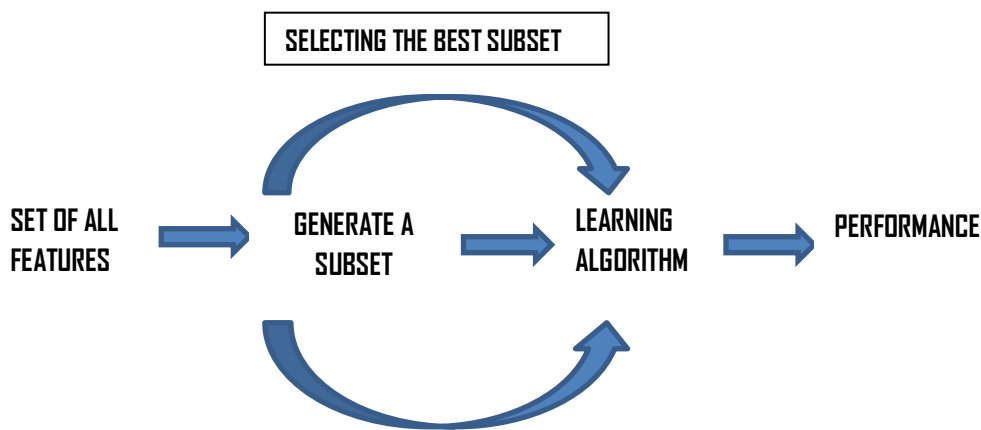 SELECTING THE BEST SUBSET
SET OF ALL
FEATURES
GENERATE A
SUBSET
LEARNING
ALGORITHM
PERFORMANCE